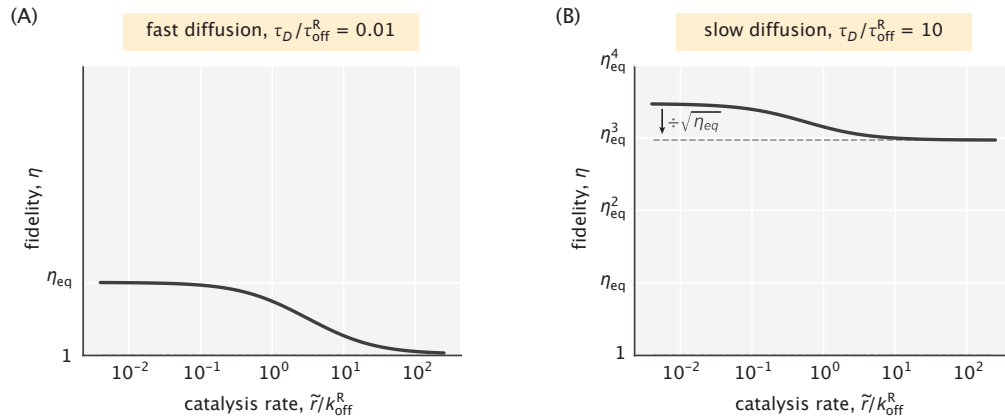 (A)
fast diffusion, τ_D/τ_off^R = 0.01
fidelity, η
η_eq
1
10^−2 10^−1 10^0 10^1 10^2
catalysis rate, r̃/k_off^R
(B)
slow diffusion, τ_D/τ_off^R = 10
fidelity, η
η_eq^4
η_eq^3
η_eq^2
η_eq
1
÷√η_eq
10^−2 10^−1 10^0 10^1 10^2
catalysis rate, r̃/k_off^R